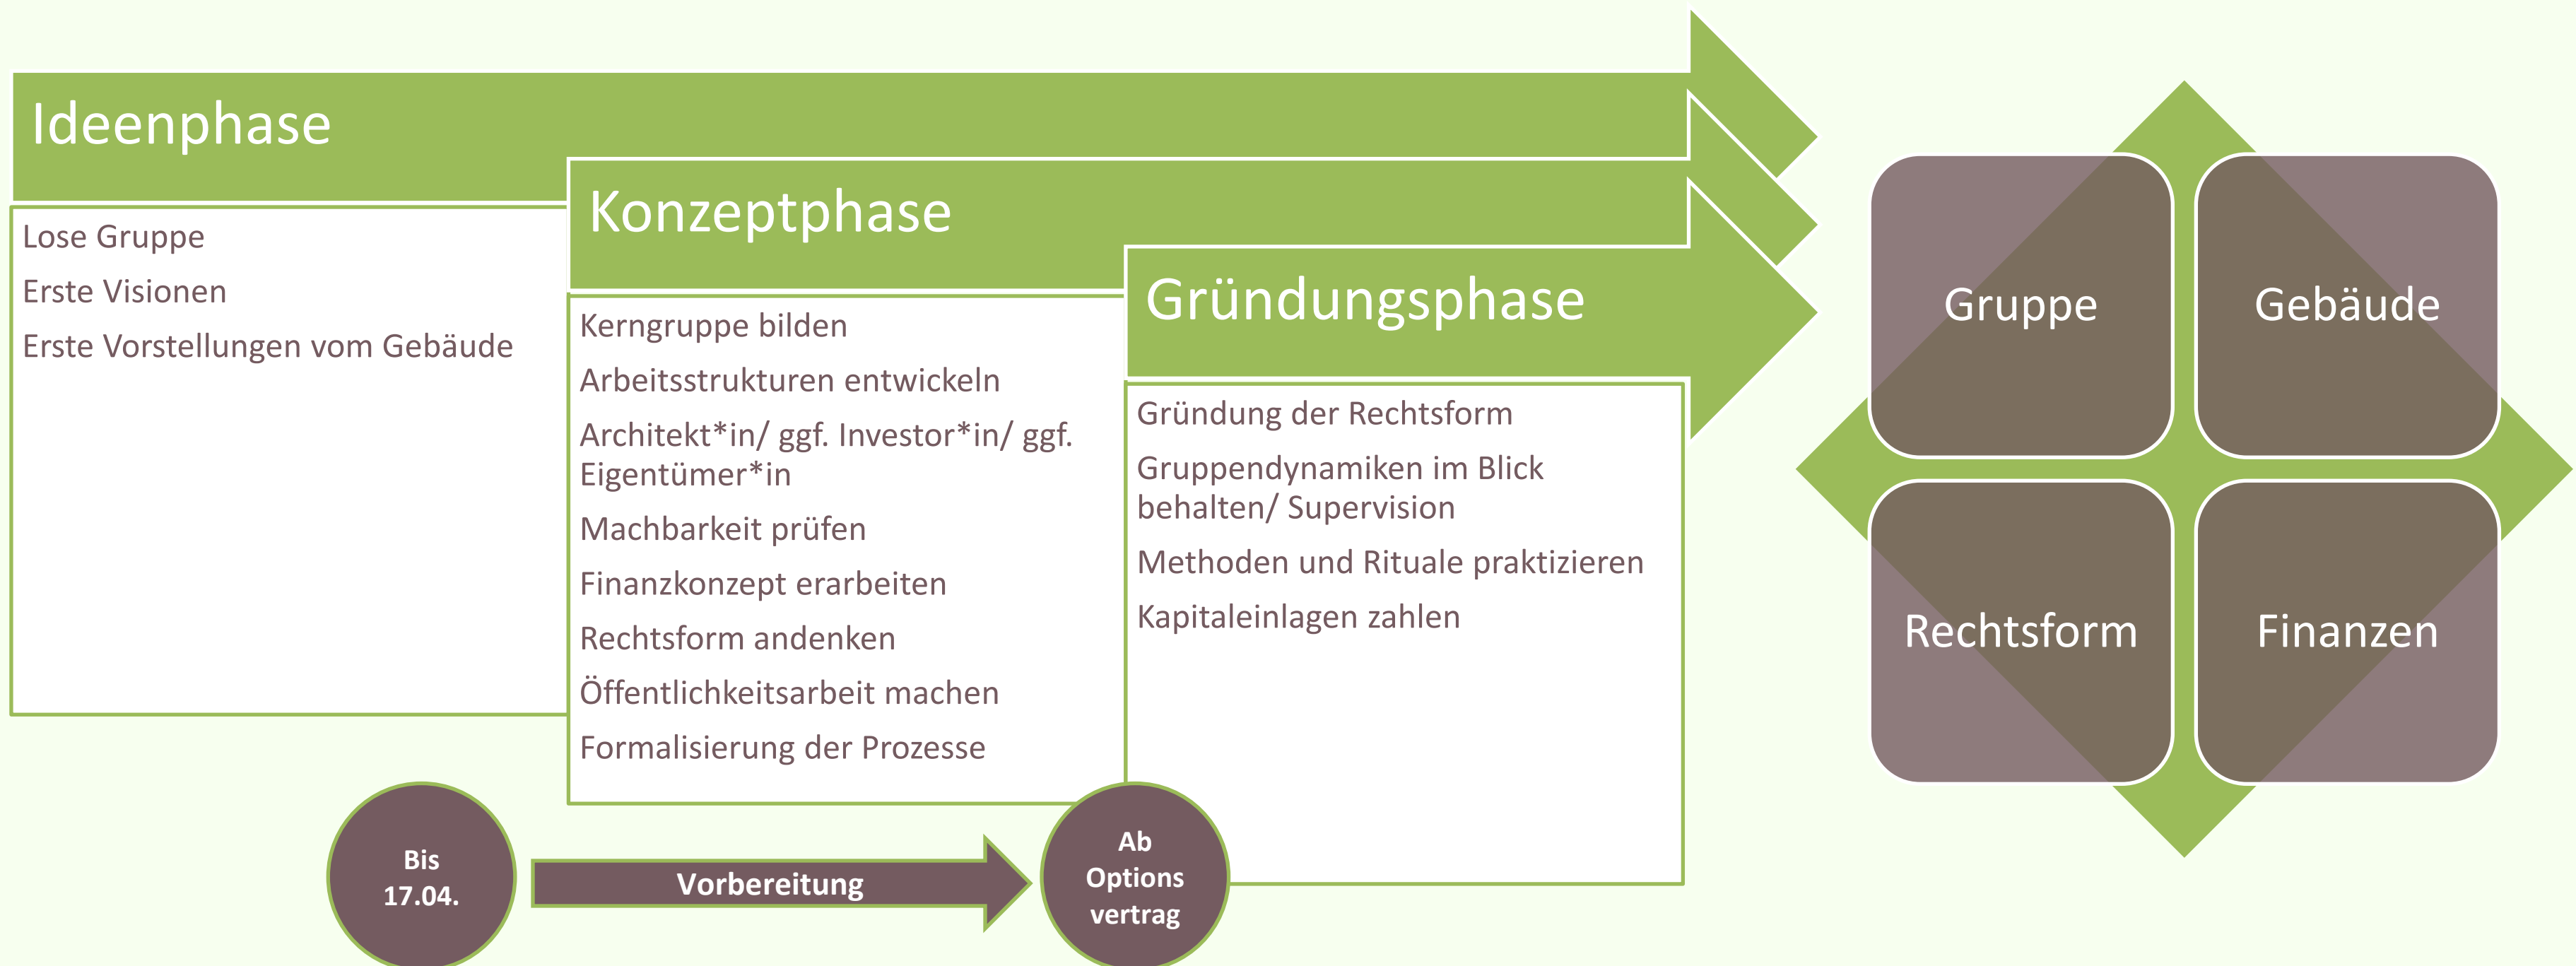 Ideenphase
Lose Gruppe
Erste Visionen
Erste Vorstellungen vom Gebäude
Konzeptphase
Kerngruppe bilden
Arbeitsstrukturen entwickeln
Architekt*in/ ggf. Investor*in/ ggf.
Eigentümer*in
Machbarkeit prüfen
Finanzkonzept erarbeiten
Rechtsform andenken
Öffentlichkeitsarbeit machen
Formalisierung der Prozesse
Gründungsphase
Gründung der Rechtsform
Gruppendynamiken im Blick
behalten/ Supervision
Methoden und Rituale praktizieren
Kapitaleinlagen zahlen
Bis
17.04.
Vorbereitung
Ab
Options
vertrag
Gruppe
Gebäude
Rechtsform
Finanzen